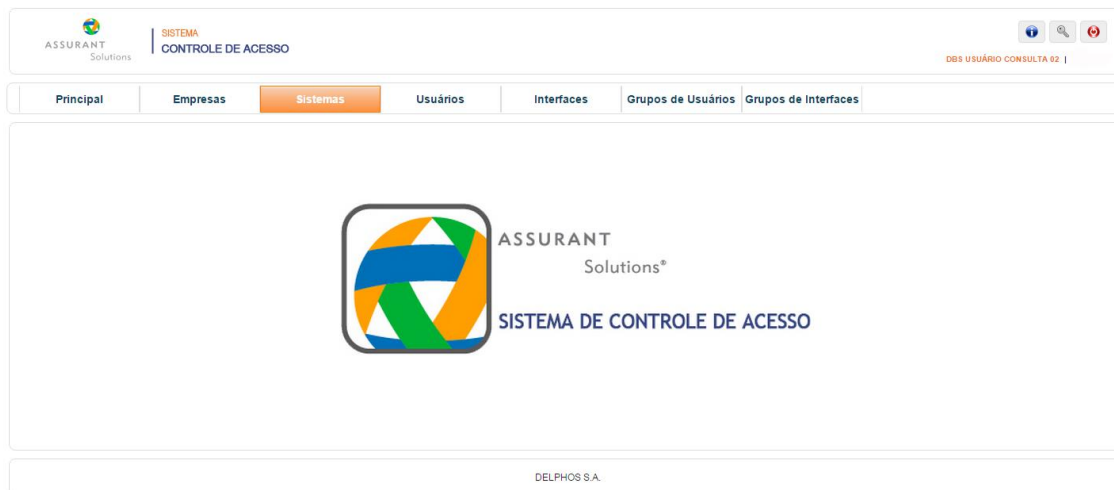 ASSURANT
Solutions
SISTEMA
CONTROLE DE ACESSO
DBS USUÁRIO CONSULTA 02 |
Principal
Empresas
Sistemas
Usuários
Interfaces
Grupos de Usuários
Grupos de Interfaces
ASSURANT
Solutions®
SISTEMA DE CONTROLE DE ACESSO
DELPHOS S.A.